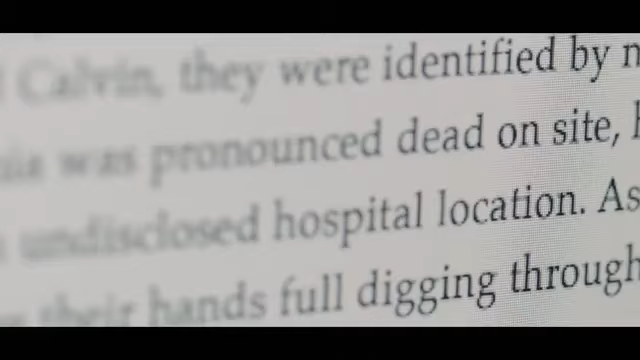 Calvin, they were identified by
was pronounced dead on site,
undisclosed hospital location. As
their hands full digging through